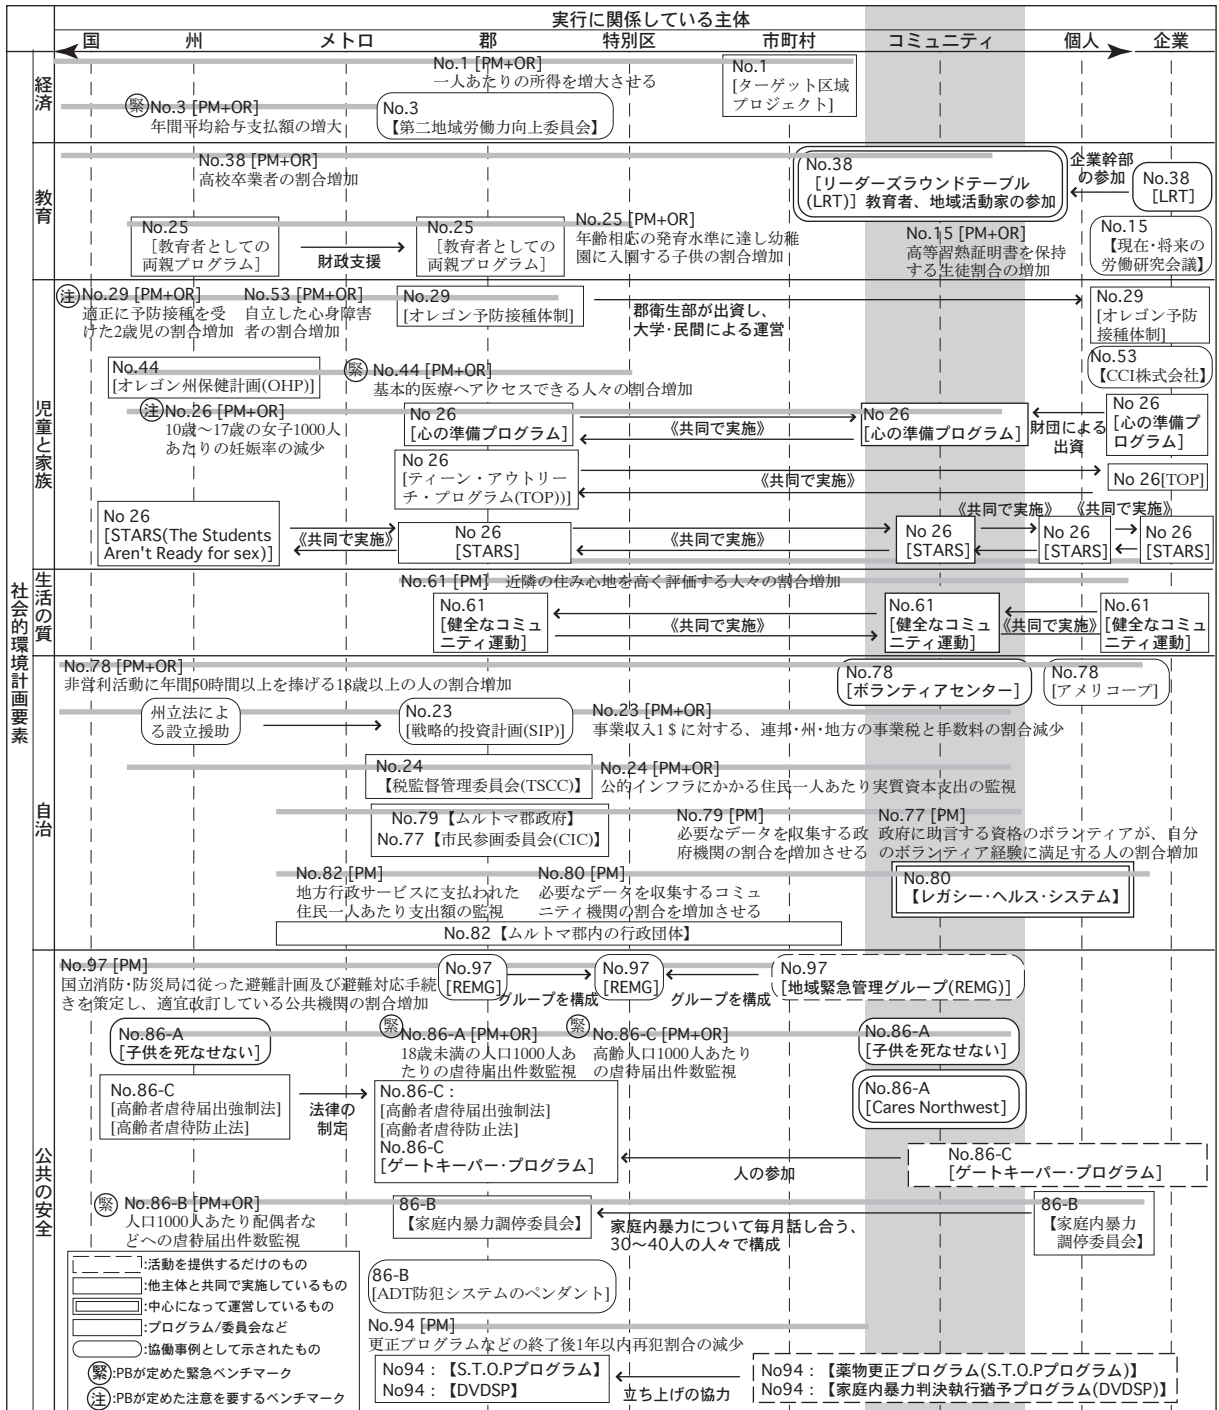 実行に関係している主体
国 州 メトロ 郡 特別区 市町村 コミュニティ 個人 企業
社会的環境計画要素
経済
No.1 [PM+OR]
一人あたりの所得を増大させる
No.1
[ターゲット区域
プロジェクト]
緊 No.3 [PM+OR]
年間平均給与支払額の増大
No.3
【第二地域労働力向上委員会】
教育
No.38 [PM+OR]
高校卒業者の割合増加
No.38
[リーダーズラウンドテーブル
(LRT)] 教育者、地域活動家の参加
企業幹部
の参加
No.38
[LRT]
No.25
[教育者としての
両親プログラム]
財政支援
No.25
[教育者としての
両親プログラム]
No.25 [PM+OR]
年齢相応の発育水準に達し幼稚
園に入園する子供の割合増加
No.15 [PM+OR]
高等習熟証明書を保持
する生徒割合の増加
No.15
【現在・将来の
労働研究会議】
児童と家族
注 No.29 [PM+OR]
適正に予防接種を受
けた2歳児の割合増加
No.53 [PM+OR]
自立した心身障害
者の割合増加
No.29
[オレゴン予防接種体制]
郡衛生部が出資し、
大学・民間による運営
No.29
[オレゴン予防
接種体制]
No.44
[オレゴン州保健計画(OHP)]
緊 No.44 [PM+OR]
基本的医療へアクセスできる人々の割合増加
No.53
【CCI株式会社】
注 No.26 [PM+OR]
10歳〜17歳の女子1000人
あたりの妊娠率の減少
No 26
[心の準備プログラム]
《共同で実施》
No 26
[心の準備プログラム]
財団による
出資
No 26
[心の準備プ
ログラム]
No 26
[ティーン・アウトリー
チ・プログラム(TOP))]
《共同で実施》
No 26[TOP]
No 26
[STARS(The Students
Aren't Ready for sex)]
《共同で実施》
No 26
[STARS]
《共同で実施》
No 26
[STARS]
《共同で実施》
No 26
[STARS]
《共同で実施》
No 26
[STARS]
生活の質
No.61 [PM] 近隣の住み心地を高く評価する人々の割合増加
No.61
[健全なコミュ
ニティ運動]
《共同で実施》
No.61
[健全なコミュ
ニティ運動]
《共同で実施》
No.61
[健全なコミュ
ニティ運動]
自治
No.78 [PM+OR]
非営利活動に年間50時間以上を捧げる18歳以上の人の割合増加
No.78
[ボランティアセンター]
No.78
[アメリコープ]
州立法によ
る設立援助
No.23
[戦略的投資計画(SIP)]
No.23 [PM+OR]
事業収入1＄に対する、連邦・州・地方の事業税と手数料の割合減少
No.24
【税監督管理委員会(TSCC)】
No.24 [PM+OR]
公的インフラにかかる住民一人あたり実質資本支出の監視
No.79【ムルトマ郡政府】
No.77【市民参画委員会(CIC)】
No.79 [PM]
必要なデータを収集する政
府機関の割合を増加させる
No.77 [PM]
政府に助言する資格のボランティアが、自分
のボランティア経験に満足する人の割合増加
No.82 [PM]
地方行政サービスに支払われた
住民一人あたり支出額の監視
No.80 [PM]
必要なデータを収集するコミュ
ニティ機関の割合を増加させる
No.80
【レガシー・ヘルス・システム】
No.82【ムルトマ郡内の行政団体】
公共の安全
No.97 [PM]
国立消防・防災局に従った避難計画及び避難対応手続
きを策定し、適宜改訂している公共機関の割合増加
No.97
[REMG]
グループを構成
No.97
[REMG]
グループを構成
No.97
[地域緊急管理グループ(REMG)]
No.86-A
[子供を死なせない]
緊 No.86-A [PM+OR]
18歳未満の人口1000人あ
たりの虐待届出件数監視
緊 No.86-C [PM+OR]
高齢人口1000人あたり
の虐待届出件数監視
No.86-A
[子供を死なせない]
No.86-C
[高齢者虐待届出強制法]
[高齢者虐待防止法]
法律の
制定
No.86-C：
[高齢者虐待届出強制法]
[高齢者虐待防止法]
No.86-C
[ゲートキーパー・プログラム]
No.86-A
[Cares Northwest]
人の参加
No.86-C
[ゲートキーパー・プログラム]
緊 No.86-B [PM+OR]
人口1000人あたり配偶者な
どへの虐待届出件数監視
86-B
【家庭内暴力調停委員会】
家庭内暴力について毎月話し合う、
30〜40人の人々で構成
86-B
【家庭内暴力
調停委員会】
86-B
[ADT防犯システムのペンダント]
No.94 [PM]
更正プログラムなどの終了後1年以内再犯割合の減少
No94：【S.T.O.Pプログラム】
No94：【DVDSP】
立ち上げの協力
No94：【薬物更正プログラム(S.T.O.Pプログラム)】
No94：【家庭内暴力判決執行猶予プログラム(DVDSP)】
:活動を提供するだけのもの
:他主体と共同で実施しているもの
:中心になって運営しているもの
:プログラム/委員会など
:協働事例として示されたもの
緊:PBが定めた緊急ベンチマーク
注:PBが定めた注意を要するベンチマーク